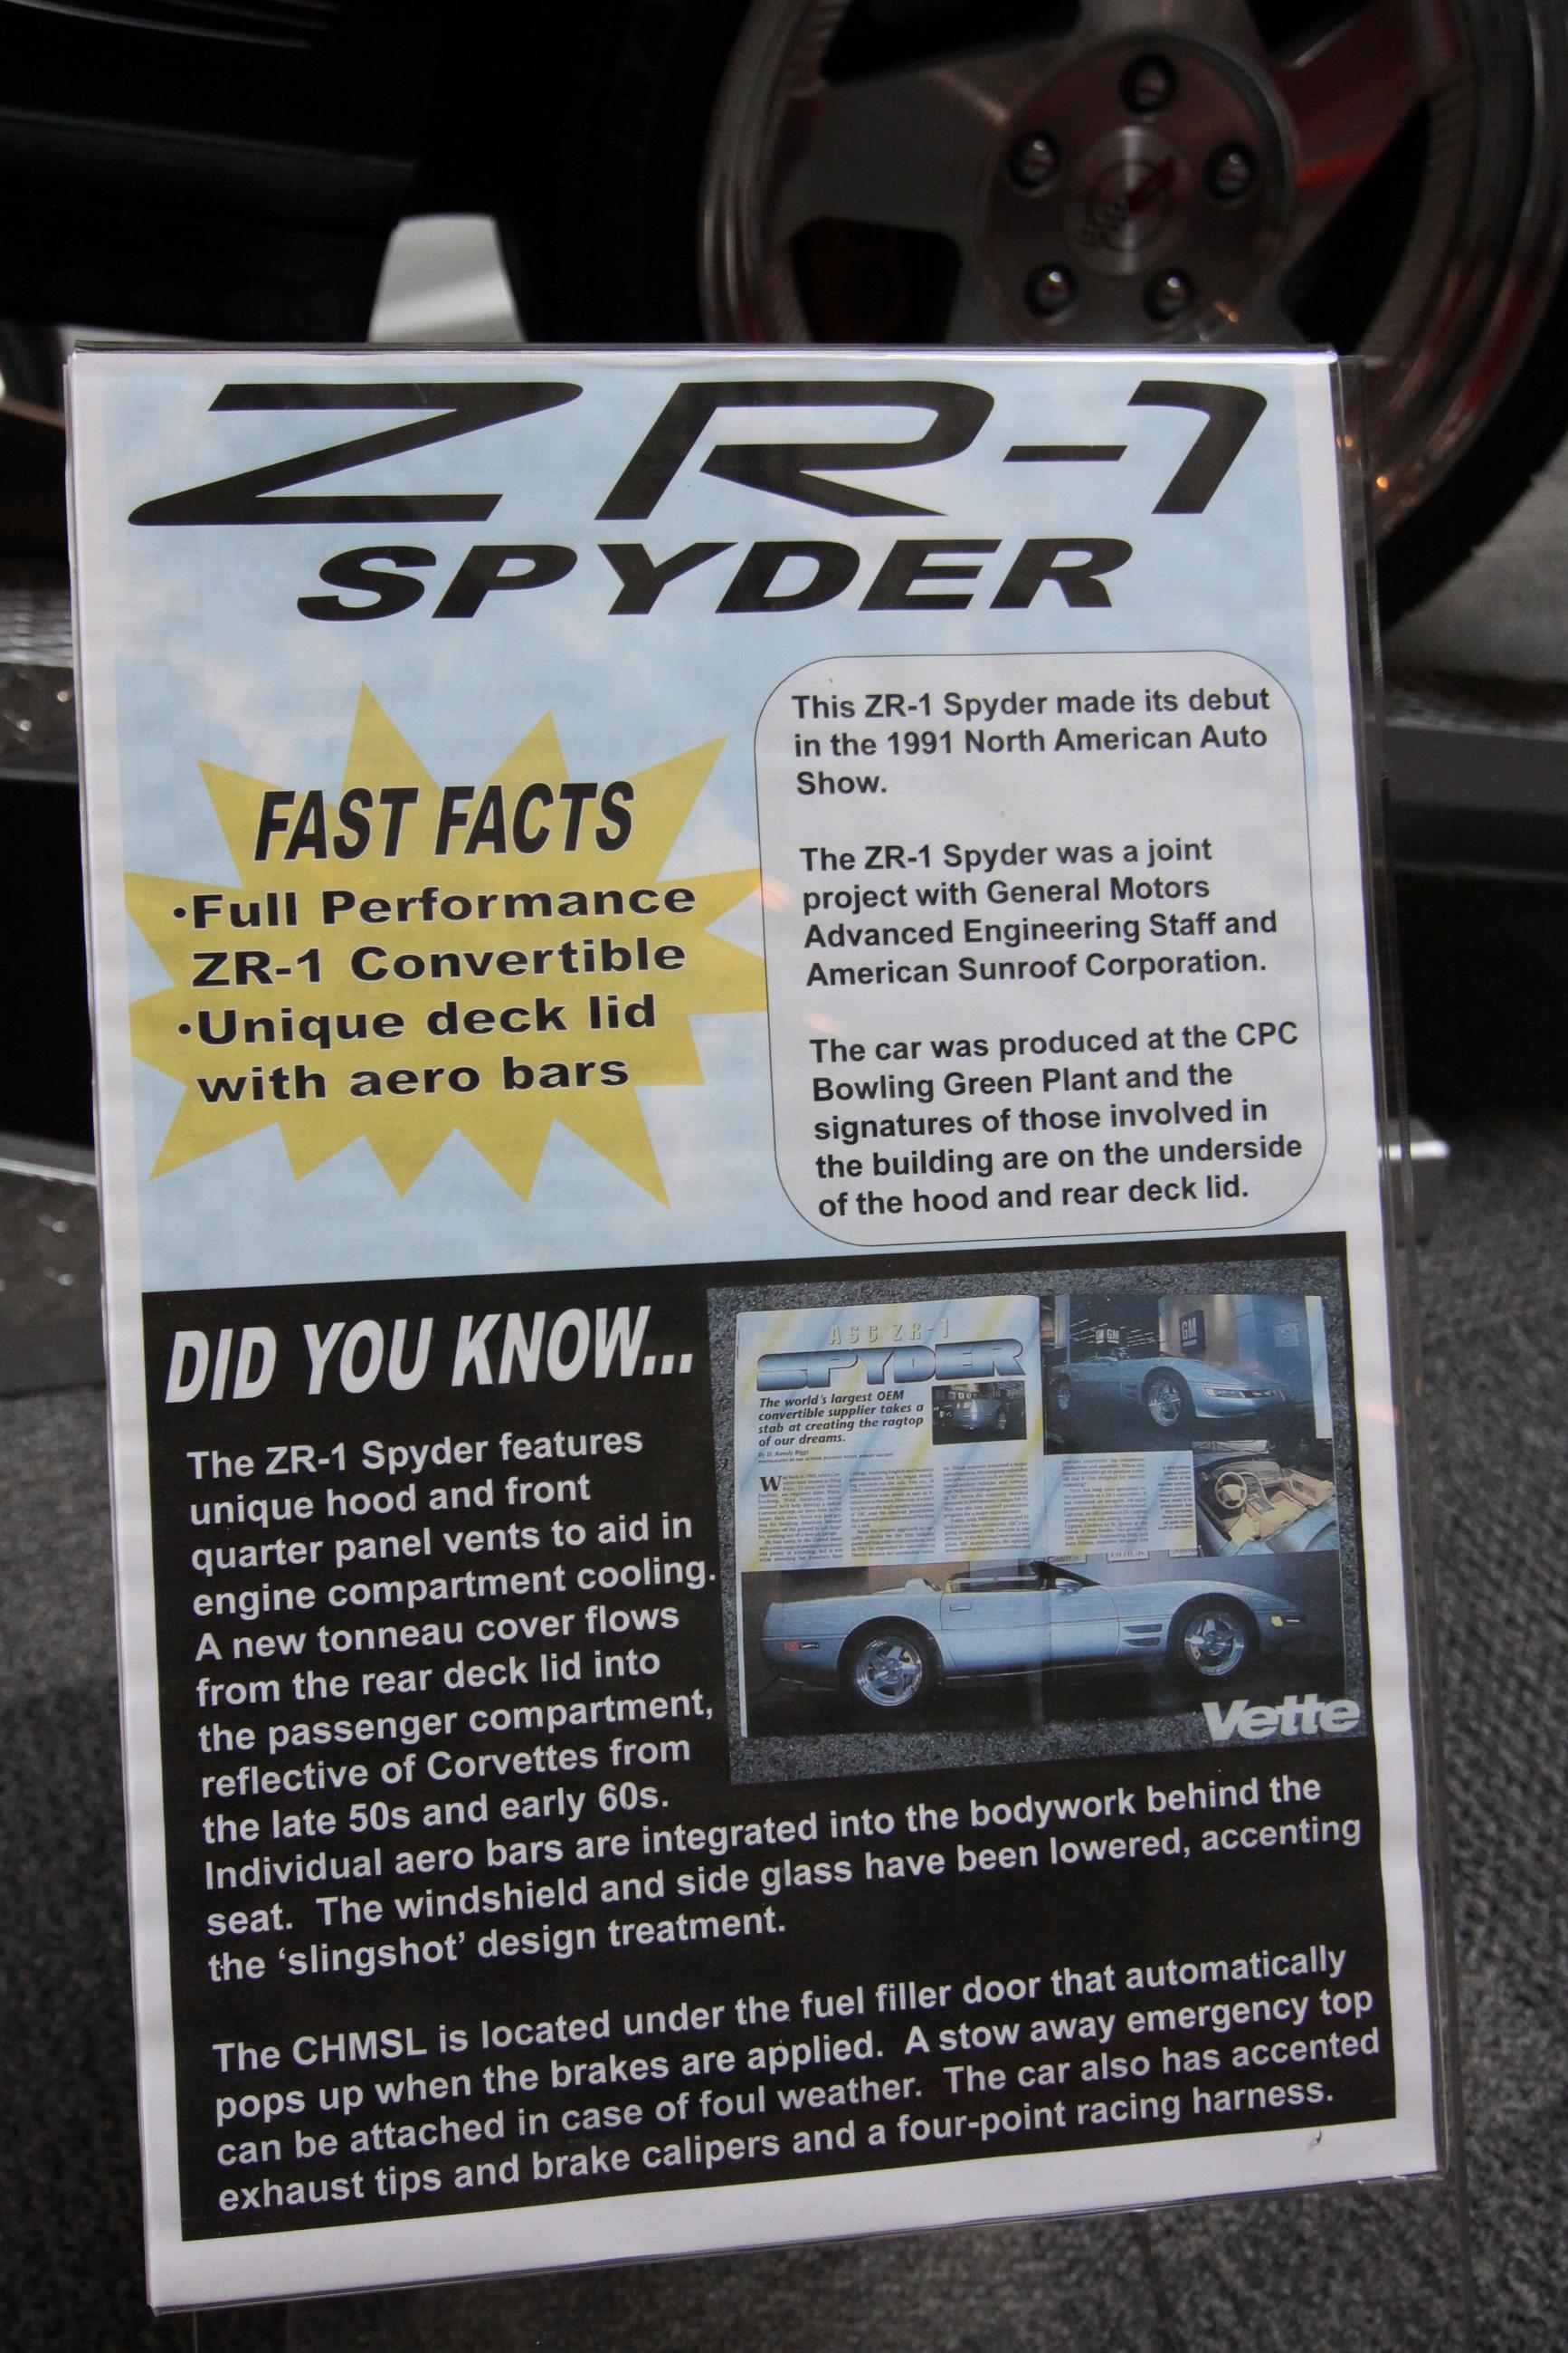 ZR-1
SPYDER
FAST FACTS
•Full Performance
ZR-1 Convertible
•Unique deck lid
with aero bars
This ZR-1 Spyder made its debut
in the 1991 North American Auto
Show.
The ZR-1 Spyder was a joint
project with General Motors
Advanced Engineering Staff and
American Sunroof Corporation.
The car was produced at the CPC
Bowling Green Plant and the
signatures of those involved in
the building are on the underside
of the hood and rear deck lid.
DID YOU KNOW...
The ZR-1 Spyder features
unique hood and front
quarter panel vents to aid in
engine compartment cooling.
A new tonneau cover flows
from the rear deck lid into
the passenger compartment,
reflective of Corvettes from
the late 50s and early 60s.
Individual aero bars are integrated into the bodywork behind the
seat. The windshield and side glass have been lowered, accenting
the ‘slingshot’ design treatment.
The CHMSL is located under the fuel filler door that automatically
pops up when the brakes are applied. A stow away emergency top
can be attached in case of foul weather. The car also has accented
exhaust tips and brake calipers and a four-point racing harness.
ASC ZR-1
SPYDER
The world's largest OEM
convertible supplier takes a
stab at creating the ragtop
of our dreams.
By D. Randy Riggs
GM GM
Vette